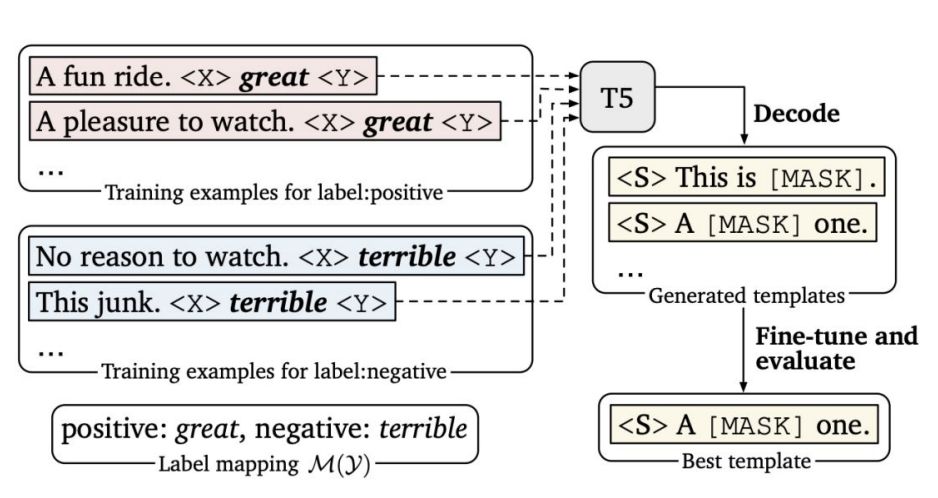 A fun ride. <X> great <Y>
A pleasure to watch. <X> great <Y>
...
Training examples for label:positive
No reason to watch. <X> terrible <Y>
This junk. <X> terrible <Y>
...
Training examples for label:negative
positive: great, negative: terrible
Label mapping M(Y)
T5
Decode
<S> This is [MASK].
<S> A [MASK] one.
...
Generated templates
Fine-tune and
evaluate
<S> A [MASK] one.
Best template